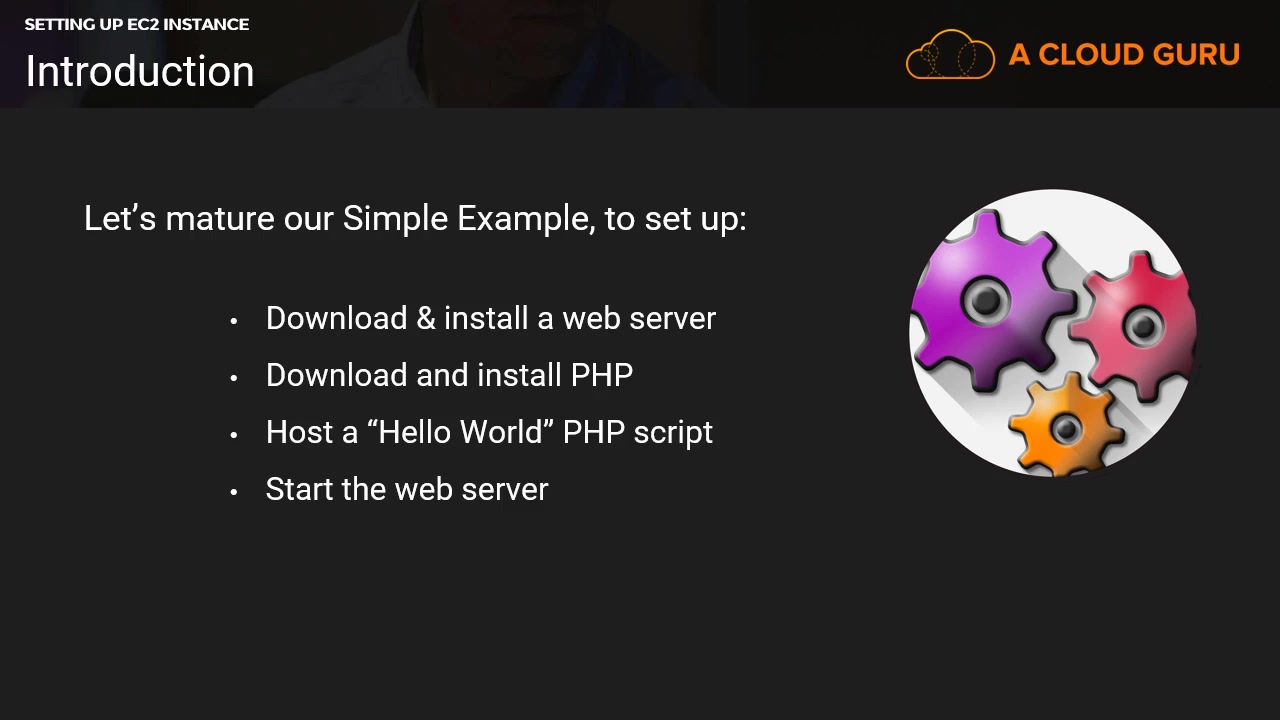 SETTING UP EC2 INSTANCE
Introduction
A CLOUD GURU
Let’s mature our Simple Example, to set up:
• Download & install a web server
• Download and install PHP
• Host a “Hello World” PHP script
• Start the web server